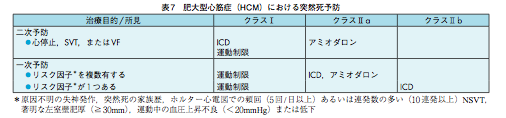 表7 肥大型心筋症(HCM)における突然死予防
治療目的/所見 クラスⅠ クラスⅡa クラスⅡb
二次予防
●心停止，SVT，またはVF ICD アミオダロン
運動制限
一次予防
●リスク因子*を複数有する 運動制限 ICD，アミオダロン
●リスク因子*が1つある 運動制限 ICD
*原因不明の失神発作，突然死の家族歴，ホルター心電図での頻回(5回/日以上)あるいは連発数の多い(10連発以上)NSVT，
著明な左室肥厚(≧30mm)，運動中の血圧上昇不良(＜20mmHg)または低下